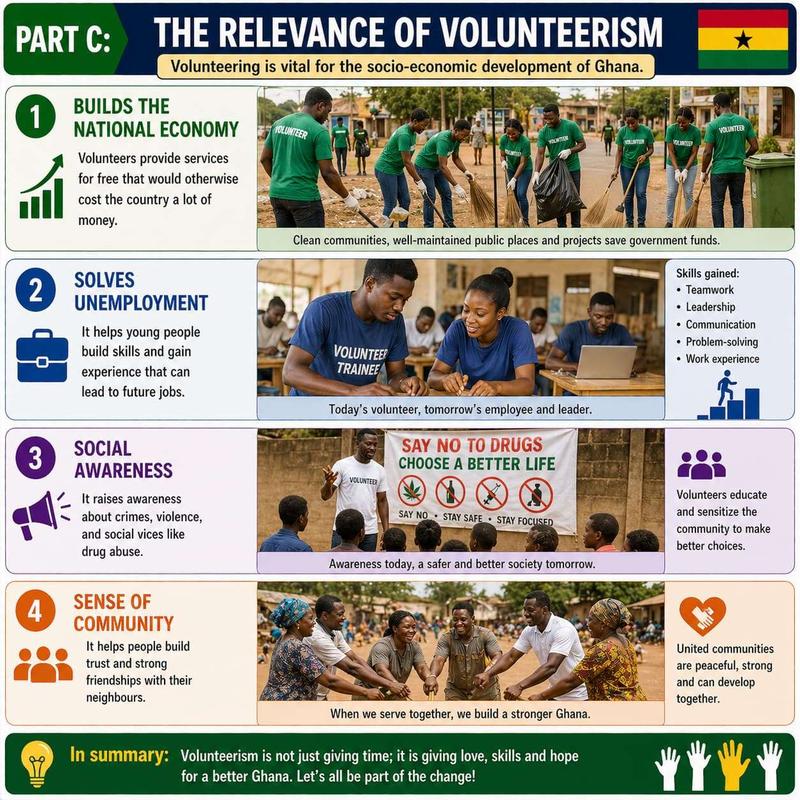 PART C:
THE RELEVANCE OF VOLUNTEERISM
Volunteering is vital for the socio-economic development of Ghana.
1
BUILDS THE
NATIONAL ECONOMY
Volunteers provide services
for free that would otherwise
cost the country a lot of
money.
VOLUNTEER
VOLUNTEER
VOLUNTEER
VOLUNTEER
VOLUNTEER
VOLUNTEER
VOLUNTEER
VOLUNTEER
Clean communities, well-maintained public places and projects save government funds.
2
SOLVES
UNEMPLOYMENT
It helps young people
build skills and gain
experience that can
lead to future jobs.
VOLUNTEER
TRAINEE
Today's volunteer, tomorrow's employee and leader.
Skills gained:
• Teamwork
• Leadership
• Communication
• Problem-solving
• Work experience
3
SOCIAL
AWARENESS
It raises awareness
about crimes, violence,
and social vices like
drug abuse.
VOLUNTEER
SAY NO TO DRUGS
CHOOSE A BETTER LIFE
SAY NO • STAY SAFE • STAY FOCUSED
Awareness today, a safer and better society tomorrow.
Volunteers educate
and sensitize the
community to make
better choices.
4
SENSE OF
COMMUNITY
It helps people build
trust and strong
friendships with their
neighbours.
When we serve together, we build a stronger Ghana.
United communities
are peaceful, strong
and can develop
together.
In summary:
Volunteerism is not just giving time; it is giving love, skills and hope
for a better Ghana. Let's all be part of the change!